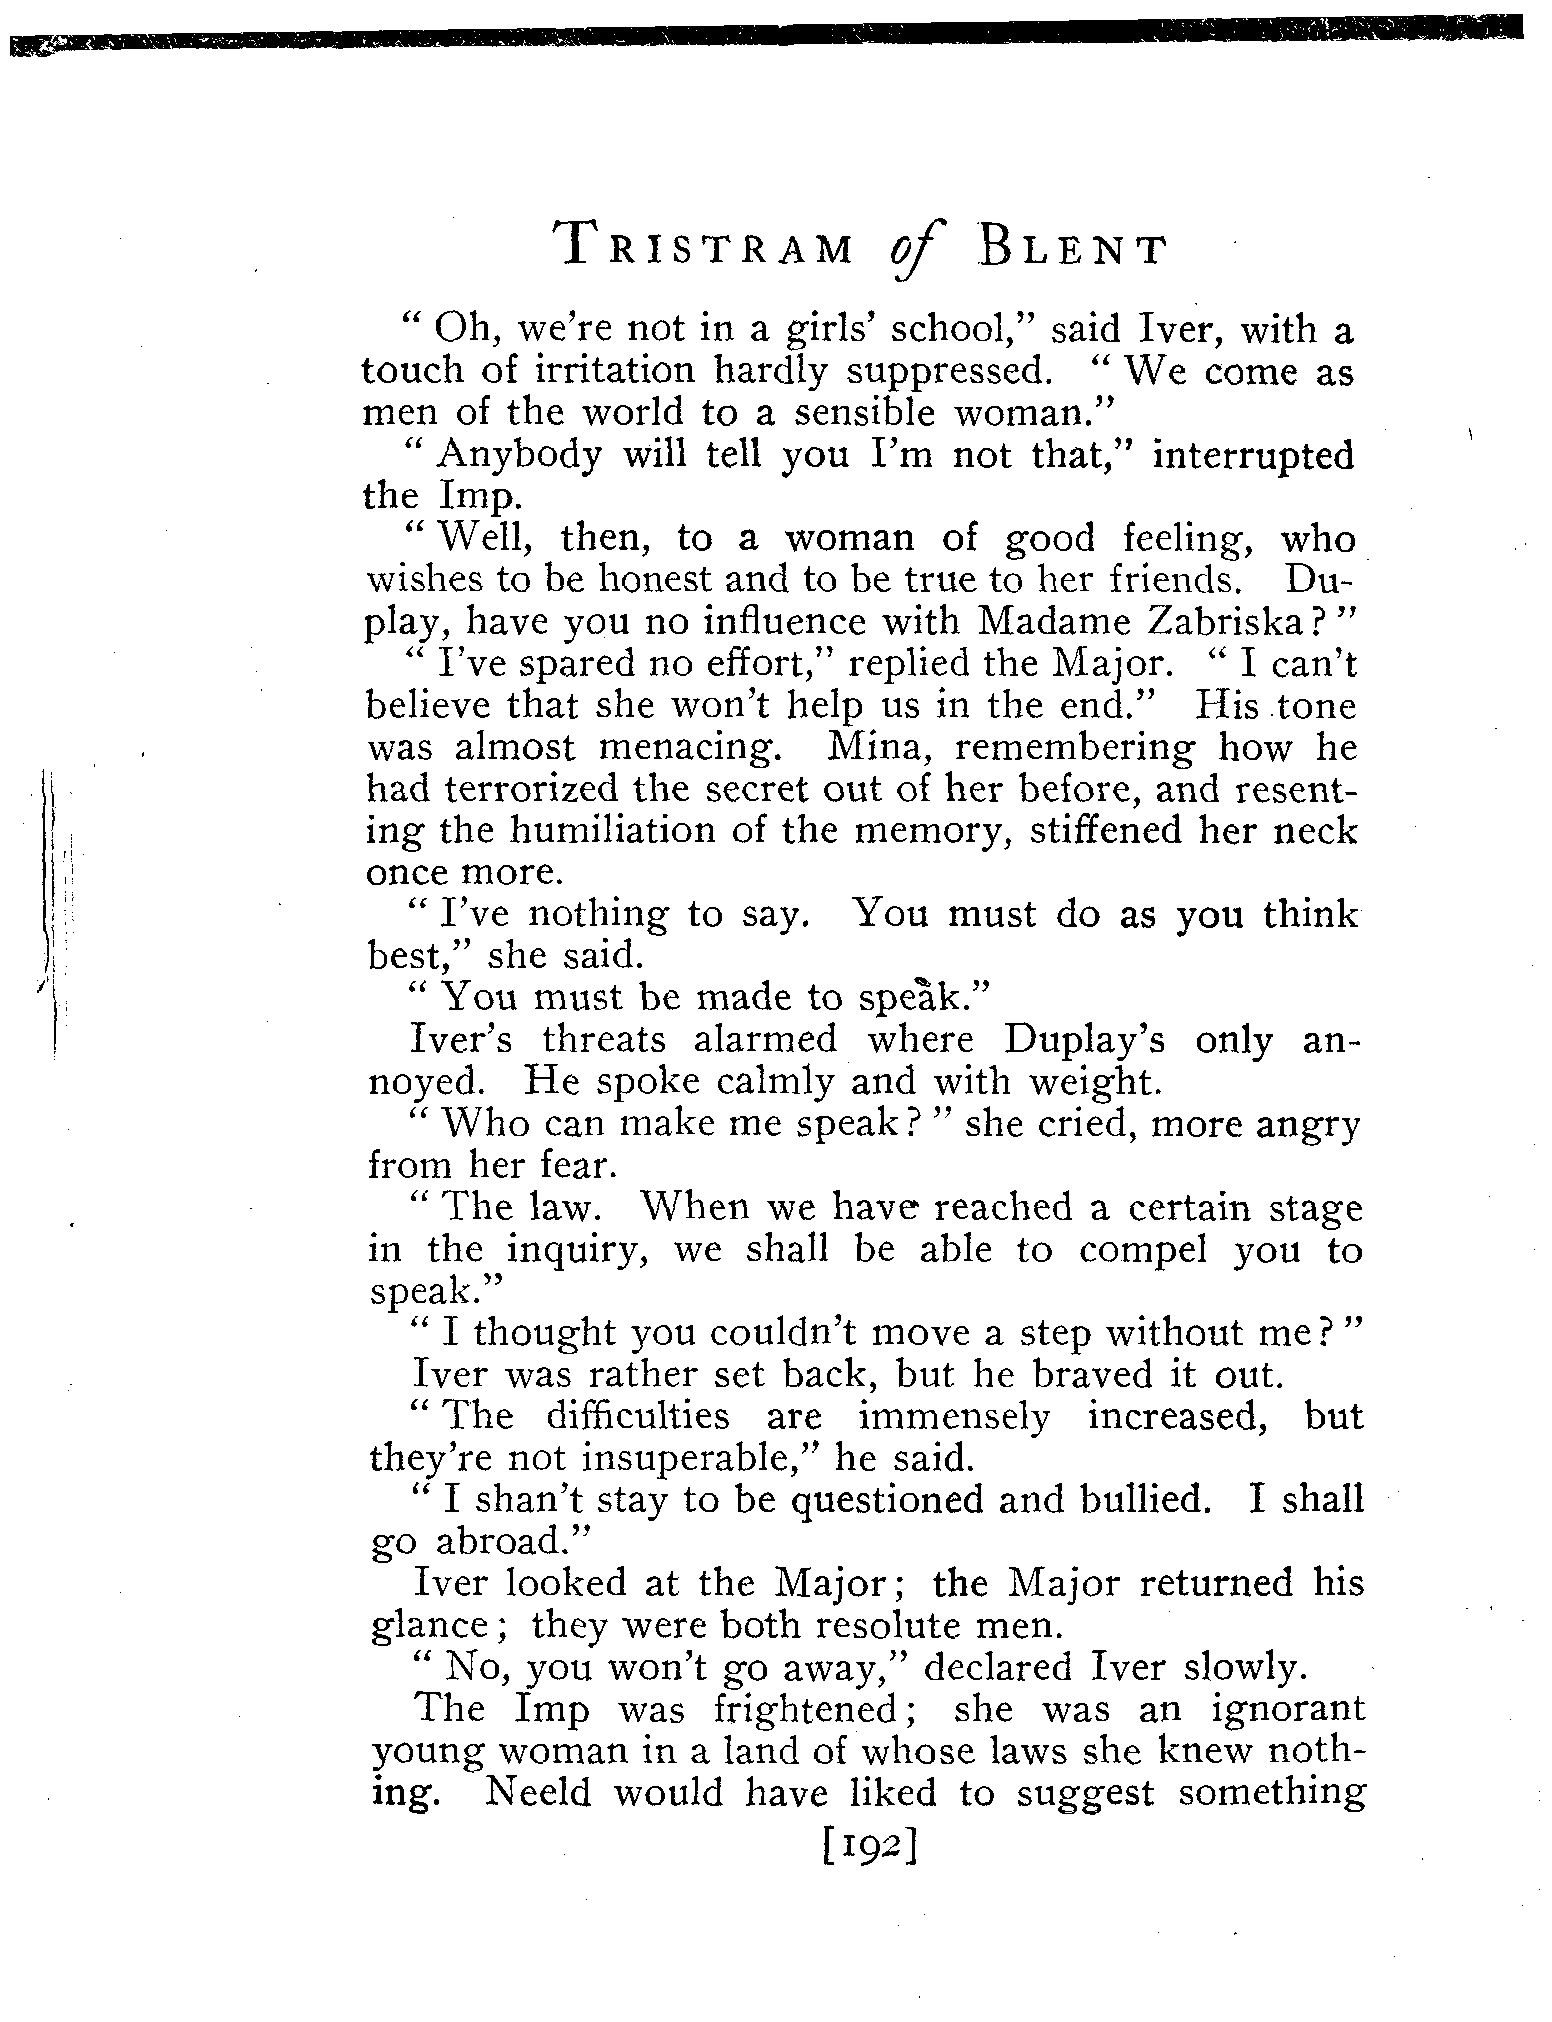 TRISTRAM of BLENT
" Oh, we're not in a girls' school," said Iver, with a
touch of irritation hardly suppressed. " We come as
men of the world to a sensible woman."
" Anybody will tell you I'm not that," interrupted
the Imp.
" Well, then, to a woman of good feeling, who
wishes to be honest and to be true to her friends. Du-
play, have you no influence with Madame Zabriska? "
" I've spared no effort," replied the Major. " I can't
believe that she won't help us in the end." His tone
was almost menacing. Mina, remembering how he
had terrorized the secret out of her before, and resent-
ing the humiliation of the memory, stiffened her neck
once more.
" I've nothing to say. You must do as you think
best," she said.
" You must be made to speak."
Iver's threats alarmed where Duplay's only an-
noyed. He spoke calmly and with weight.
" Who can make me speak? " she cried, more angry
from her fear.
" The law. When we have reached a certain stage
in the inquiry, we shall be able to compel you to
speak."
" I thought you couldn't move a step without me? "
Iver was rather set back, but he braved it out.
" The difficulties are immensely increased, but
they're not insuperable," he said.
" I shan't stay to be questioned and bullied. I shall
go abroad."
Iver looked at the Major; the Major returned his
glance; they were both resolute men.
" No, you won't go away," declared Iver slowly.
The Imp was frightened; she was an ignorant
young woman in a land of whose laws she knew noth-
ing. Neeld would have liked to suggest something
[192]